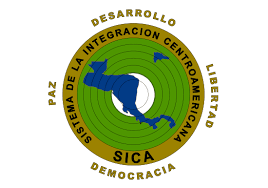 DESARROLLO
PAZ
LIBERTAD
DEMOCRACIA
SISTEMA DE LA INTEGRACION CENTROAMERICANA
SICA